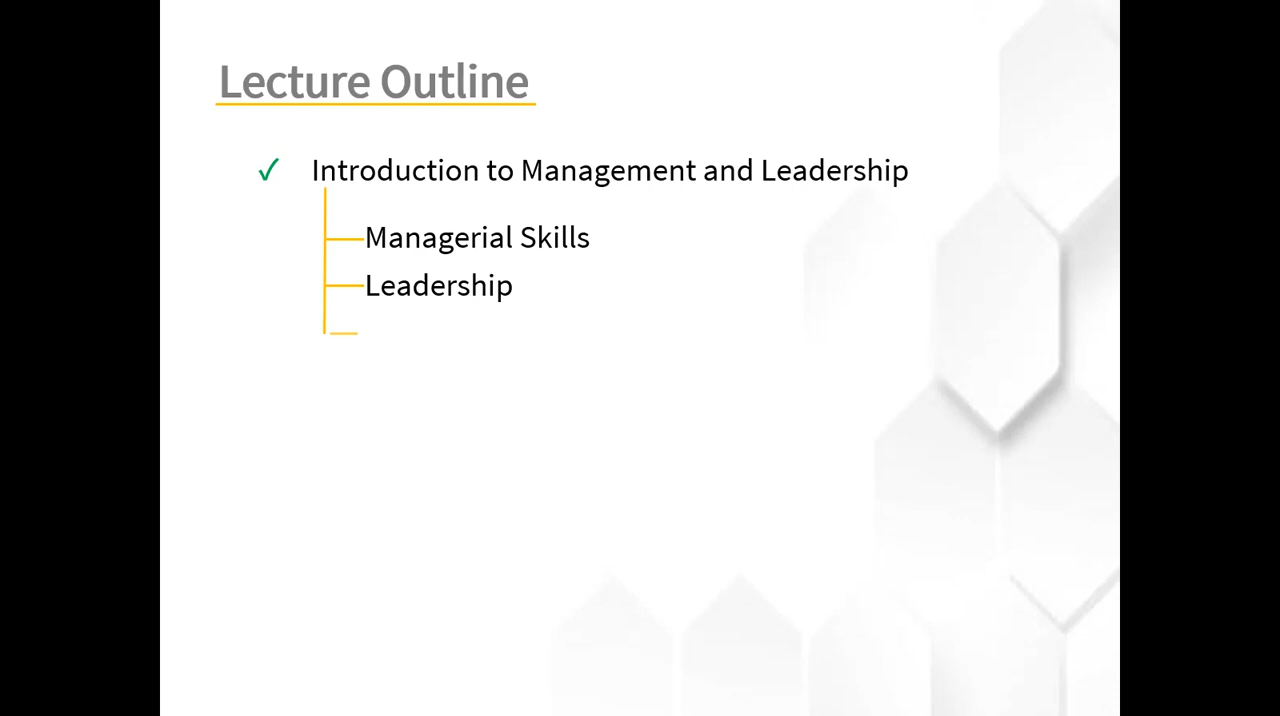 Lecture Outline
✓ Introduction to Management and Leadership
Managerial Skills
Leadership